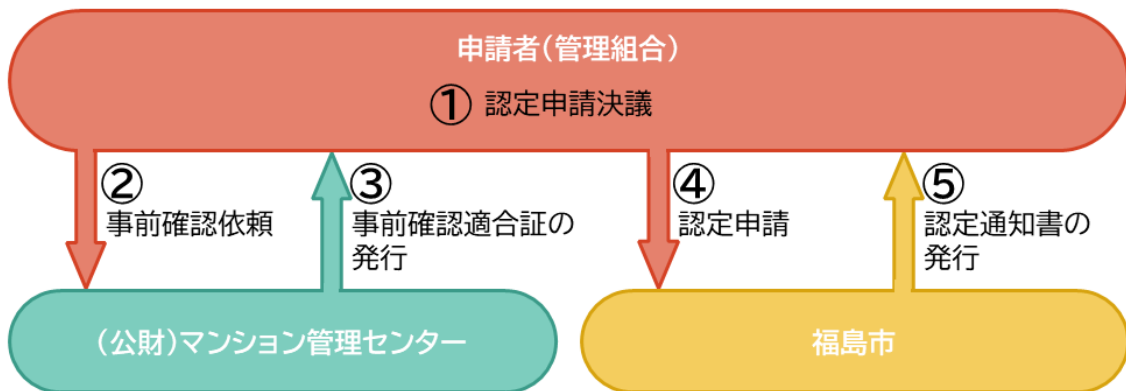 申請者(管理組合)
① 認定申請決議
②
事前確認依頼
③
事前確認適合証の
発行
④
認定申請
⑤
認定通知書の
発行
(公財)マンション管理センター
福島市